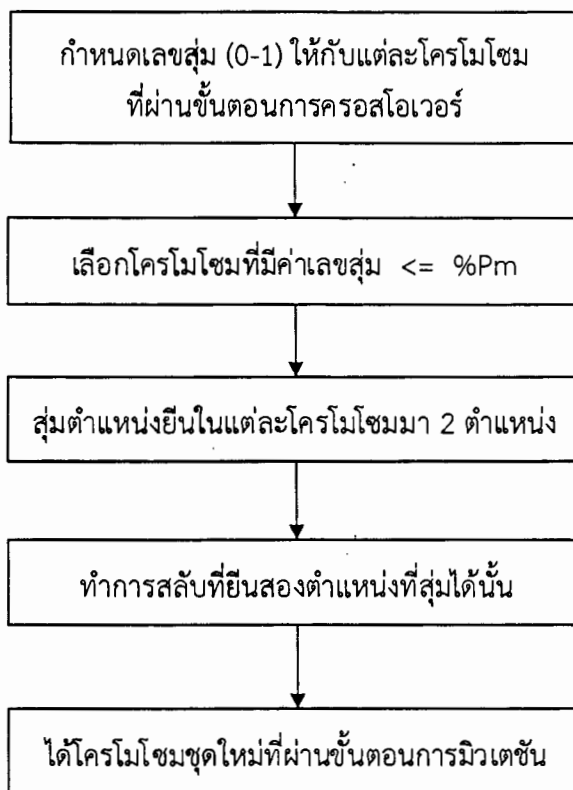 กำหนดเลขสุ่ม (0-1) ให้กับแต่ละโครโมโซม
ที่ผ่านขั้นตอนการครอสโอเวอร์
เลือกโครโมโซมที่มีค่าเลขสุ่ม <= %Pm
สุ่มตำแหน่งยีนในแต่ละโครโมโซมมา 2 ตำแหน่ง
ทำการสลับที่ยีนสองตำแหน่งที่สุ่มได้นั้น
ได้โครโมโซมชุดใหม่ที่ผ่านขั้นตอนการมิวเตชัน